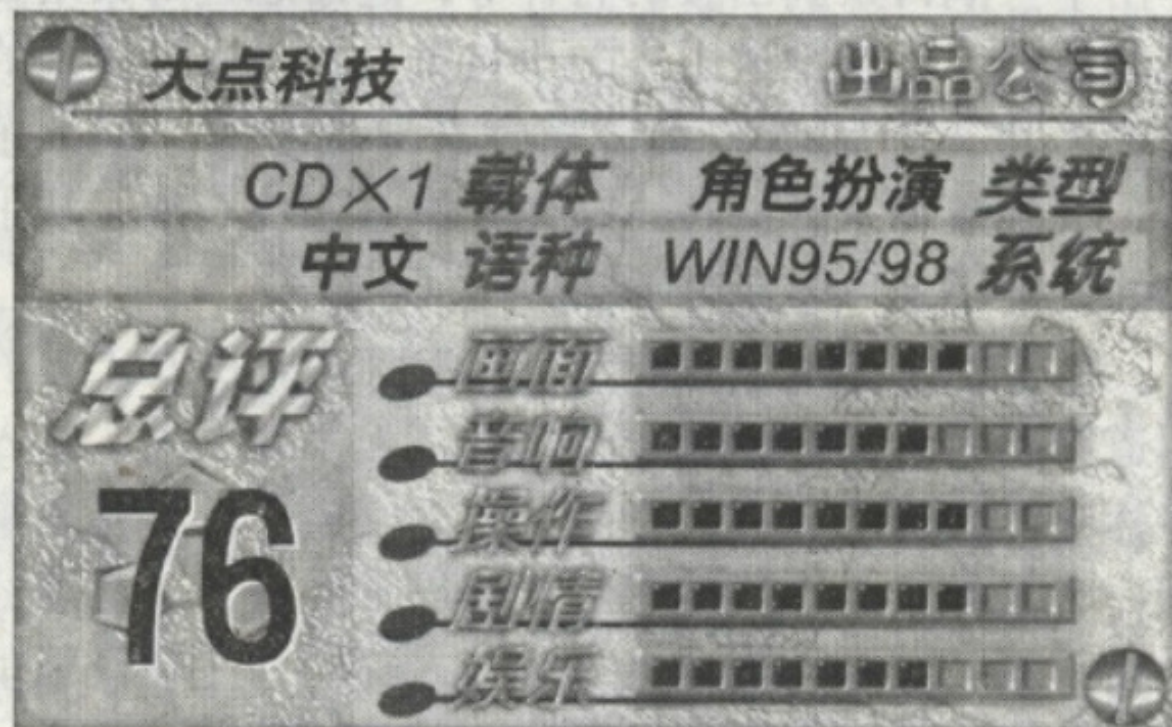 大点科技 出品公司
CD×1 载体 角色扮演 类型
中文 语种 WIN95/98 系统
总评
76
画面
音响
操作
剧情
娱乐